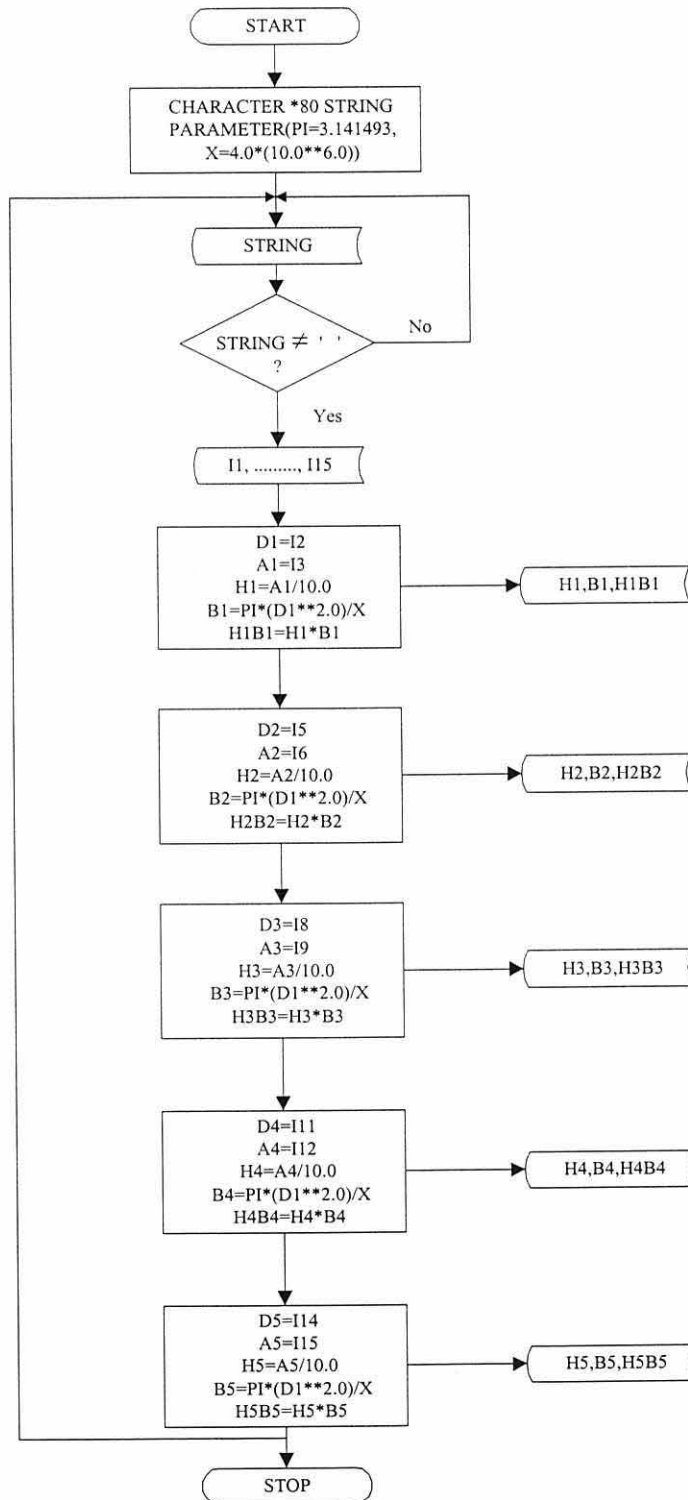 START
CHARACTER *80 STRING
PARAMETER(PI=3.141493,
X=4.0*(10.0**6.0))
STRING
STRING ≠ ' '
?
No
Yes
I1, ........., I15
D1=I2
A1=I3
H1=A1/10.0
B1=PI*(D1**2.0)/X
H1B1=H1*B1
H1,B1,H1B1
D2=I5
A2=I6
H2=A2/10.0
B2=PI*(D1**2.0)/X
H2B2=H2*B2
H2,B2,H2B2
D3=I8
A3=I9
H3=A3/10.0
B3=PI*(D1**2.0)/X
H3B3=H3*B3
H3,B3,H3B3
D4=I11
A4=I12
H4=A4/10.0
B4=PI*(D1**2.0)/X
H4B4=H4*B4
H4,B4,H4B4
D5=I14
A5=I15
H5=A5/10.0
B5=PI*(D1**2.0)/X
H5B5=H5*B5
H5,B5,H5B5
STOP